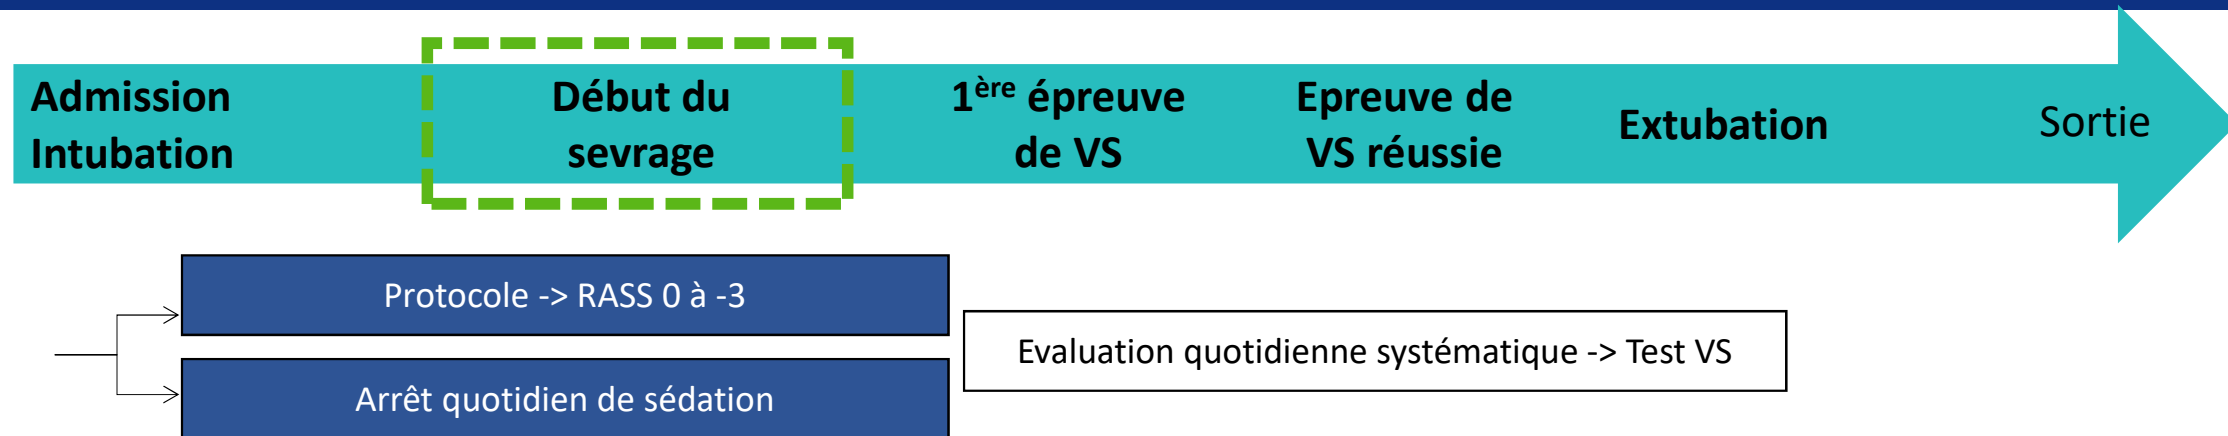 Admission
Intubation
Début du
sevrage
1ère épreuve
de VS
Epreuve de
VS réussie
Extubation
Sortie
Protocole -> RASS 0 à -3
Arrêt quotidien de sédation
Evaluation quotidienne systématique -> Test VS